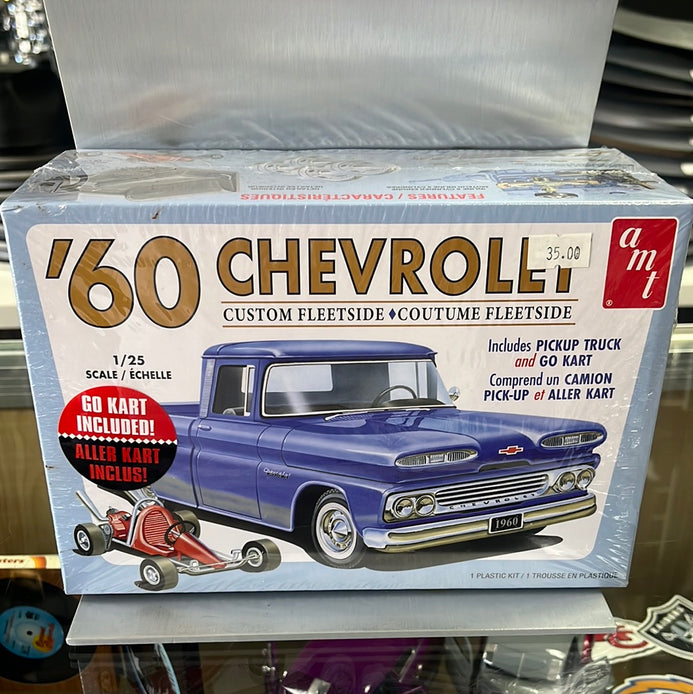 FEATURES / CARACTÉRISTIQUES
'60 CHEVROLET
35.00
amt
®
CUSTOM FLEETSIDE ♦ COUTUME FLEETSIDE
1/25
SCALE / ÉCHELLE
Includes PICKUP TRUCK
and GO KART
Comprend un CAMION
PICK-UP et ALLER KART
GO KART
INCLUDED!
ALLER KART
INCLUS!
Chevrolet
CHEVROLET
1960
1 PLASTIC KIT / 1 TROUSSE EN PLASTIQUE